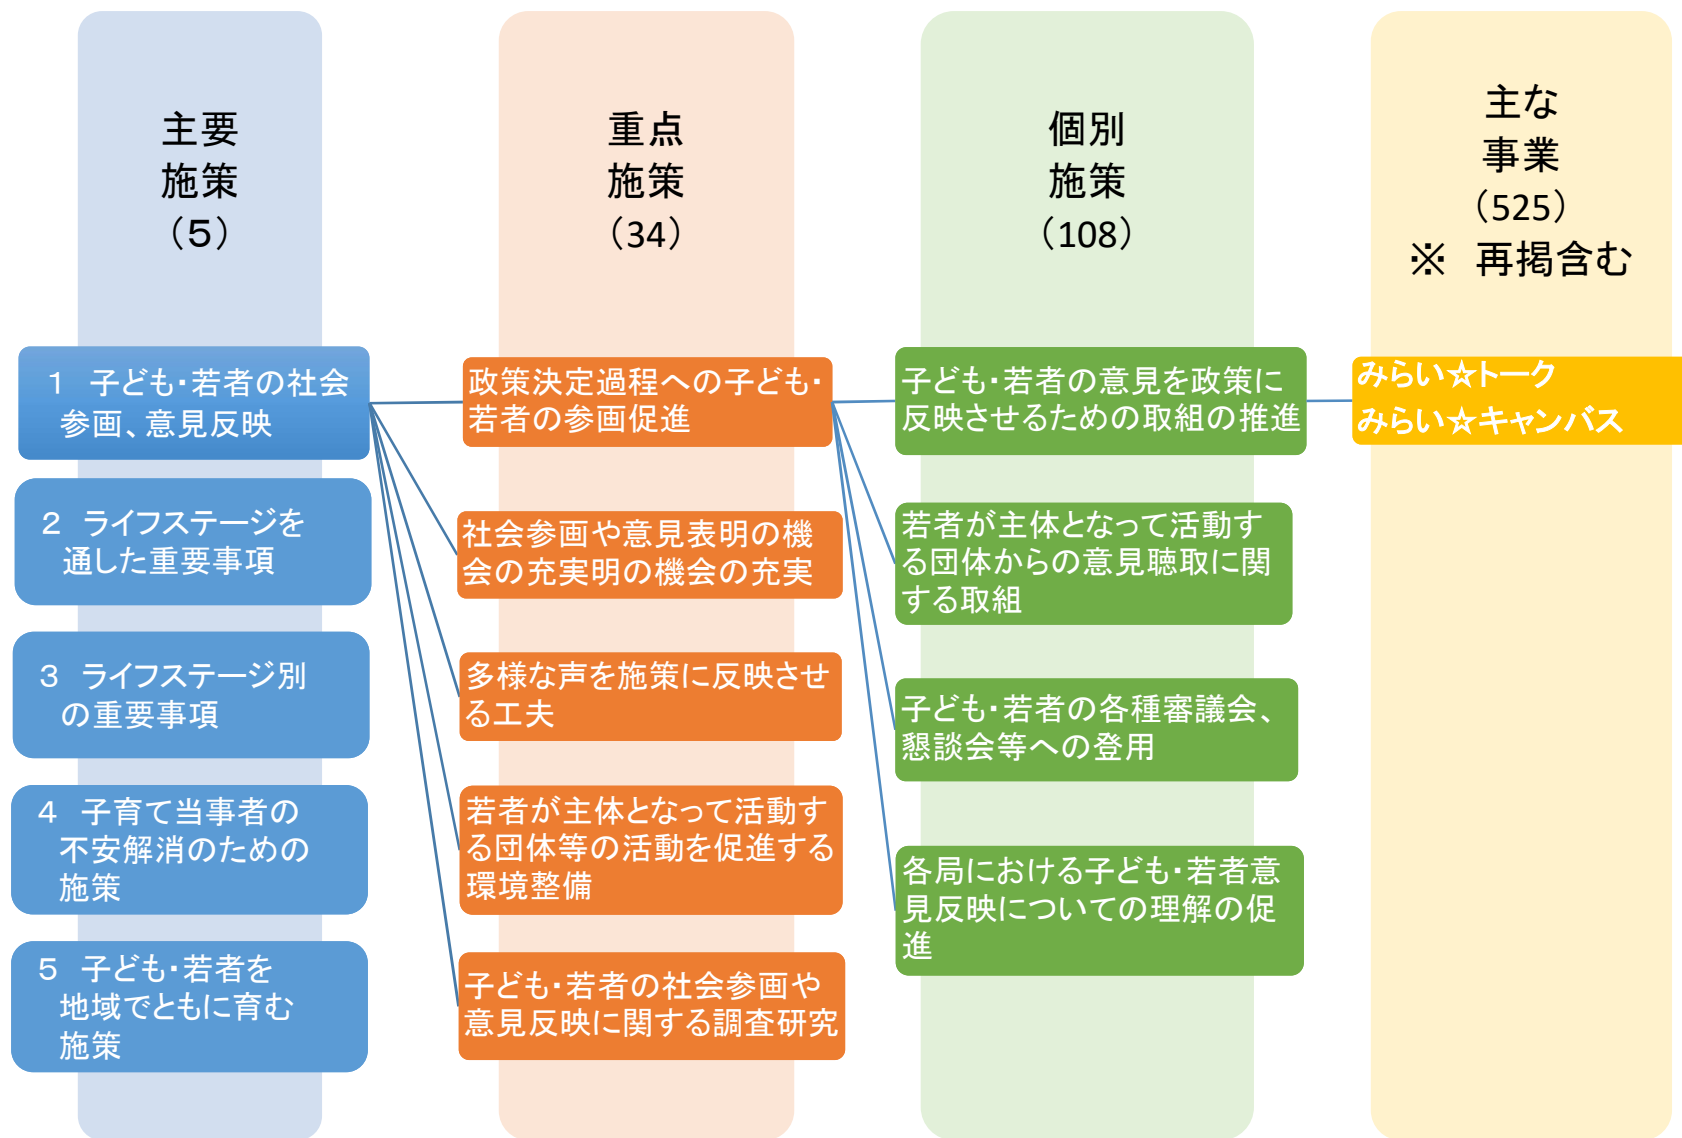 主要
施策
（５）
重点
施策
（34）
個別
施策
（108）
主な
事業
（525）
※　再掲含む
１　子ども・若者の社会
参画、意見反映
２　ライフステージを
通した重要事項
３　ライフステージ別
の重要事項
４　子育て当事者の
不安解消のための
施策
５　子ども・若者を
地域でともに育む
施策
政策決定過程への子ども・
若者の参画促進
社会参画や意見表明の機
会の充実明の機会の充実
多様な声を施策に反映させ
る工夫
若者が主体となって活動す
る団体等の活動を促進する
環境整備
子ども・若者の社会参画や
意見反映に関する調査研究
子ども・若者の意見を政策に
反映させるための取組の推進
若者が主体となって活動す
る団体からの意見聴取に関
する取組
子ども・若者の各種審議会、
懇談会等への登用
各局における子ども・若者意
見反映についての理解の促
進
みらい☆トーク
みらい☆キャンバス